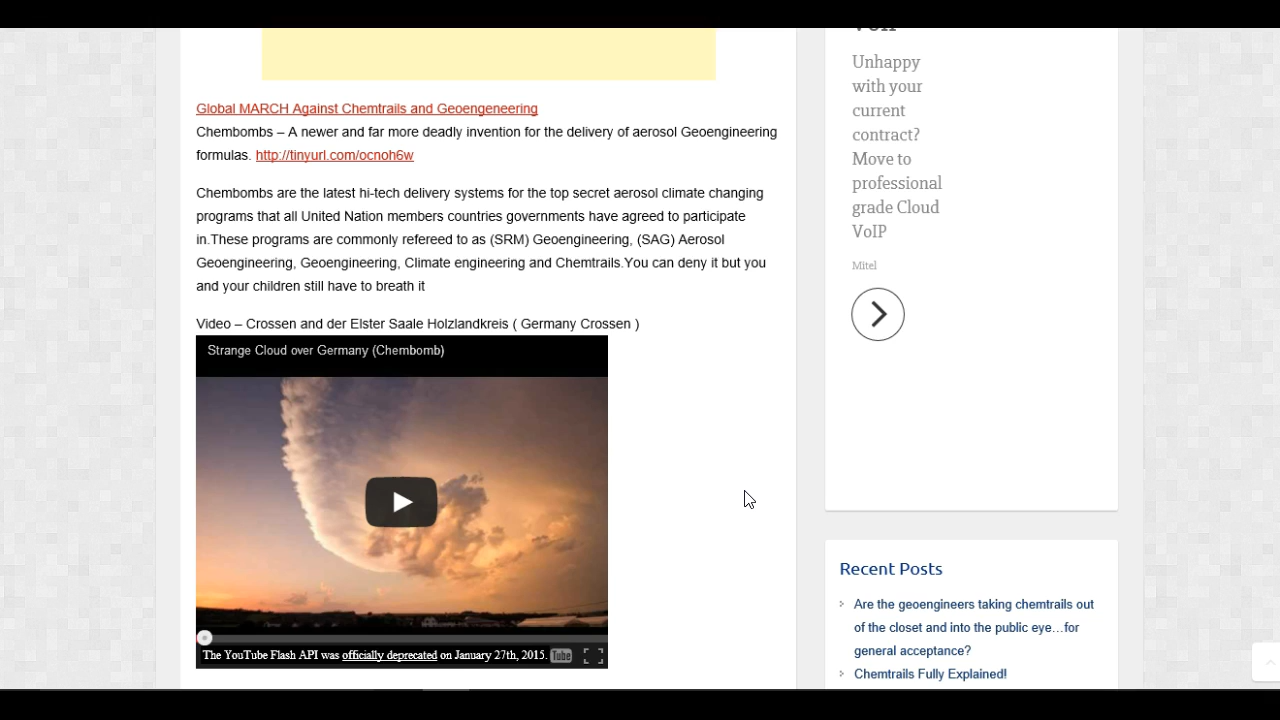 Global MARCH Against Chemtrails and Geoengeneering
Chembombs – A newer and far more deadly invention for the delivery of aerosol Geoengineering
formulas. http://tinyurl.com/ocnoh6w
Chembombs are the latest hi-tech delivery systems for the top secret aerosol climate changing
programs that all United Nation members countries governments have agreed to participate
in.These programs are commonly refereed to as (SRM) Geoengineering, (SAG) Aerosol
Geoengineering, Geoengineering, Climate engineering and Chemtrails.You can deny it but you
and your children still have to breath it
Video – Crossen and der Elster Saale Holzlandkreis ( Germany Crossen )
Strange Cloud over Germany (Chembomb)
The YouTube Flash API was officially deprecated on January 27th, 2015.
Tube
Unhappy
with your
current
contract?
Move to
professional
grade Cloud
VoIP
Mitel
Recent Posts
Are the geoengineers taking chemtrails out
of the closet and into the public eye…for
general acceptance?
Chemtrails Fully Explained!